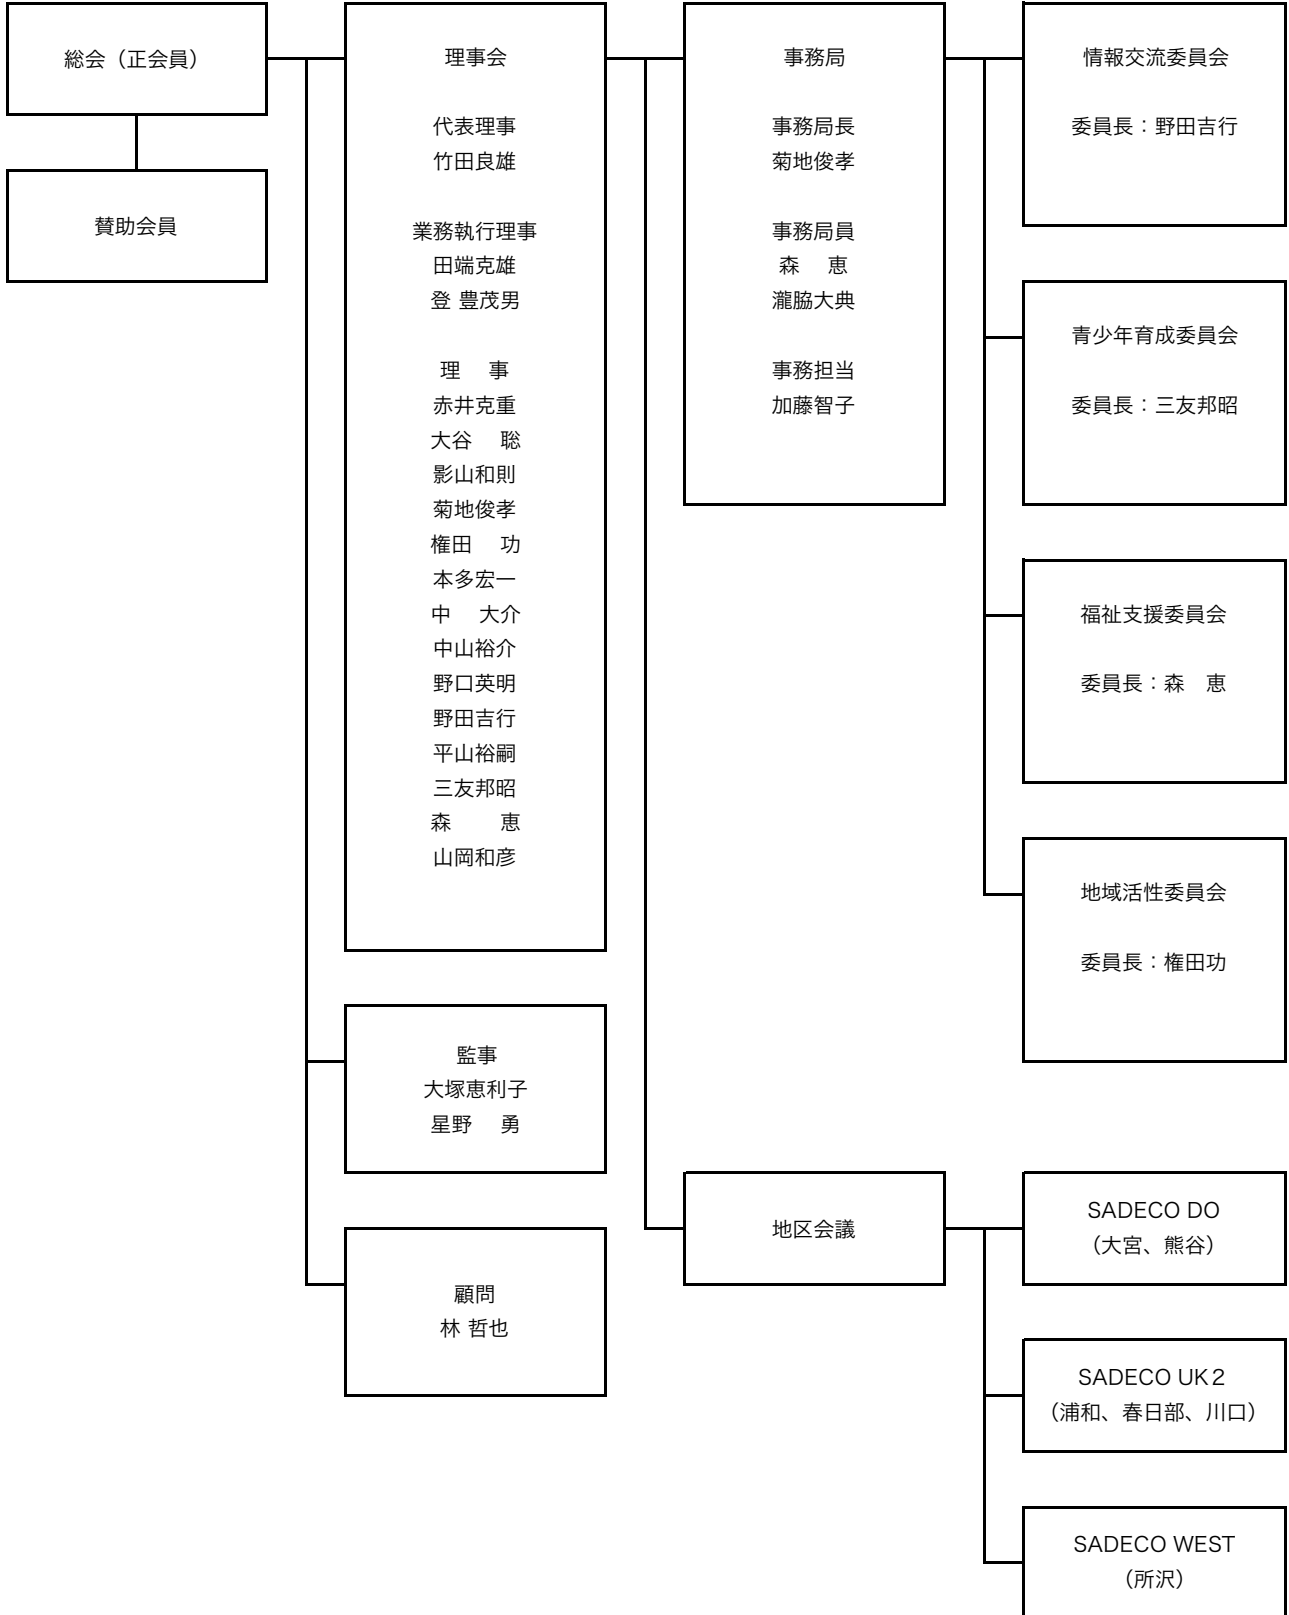 総会（正会員）
賛助会員
理事会
代表理事
竹田良雄
業務執行理事
田端克雄
登 豊茂男
理　事
赤井克重
大谷　聡
影山和則
菊地俊孝
権田　功
本多宏一
中　大介
中山裕介
野口英明
野田吉行
平山裕嗣
三友邦昭
森　　恵
山岡和彦
監事
大塚恵利子
星野　勇
顧問
林 哲也
事務局
事務局長
菊地俊孝
事務局員
森　恵
瀧脇大典
事務担当
加藤智子
地区会議
情報交流委員会
委員長：野田吉行
青少年育成委員会
委員長：三友邦昭
福祉支援委員会
委員長：森　恵
地域活性委員会
委員長：権田功
SADECO DO
（大宮、熊谷）
SADECO UK２
（浦和、春日部、川口）
SADECO WEST
（所沢）